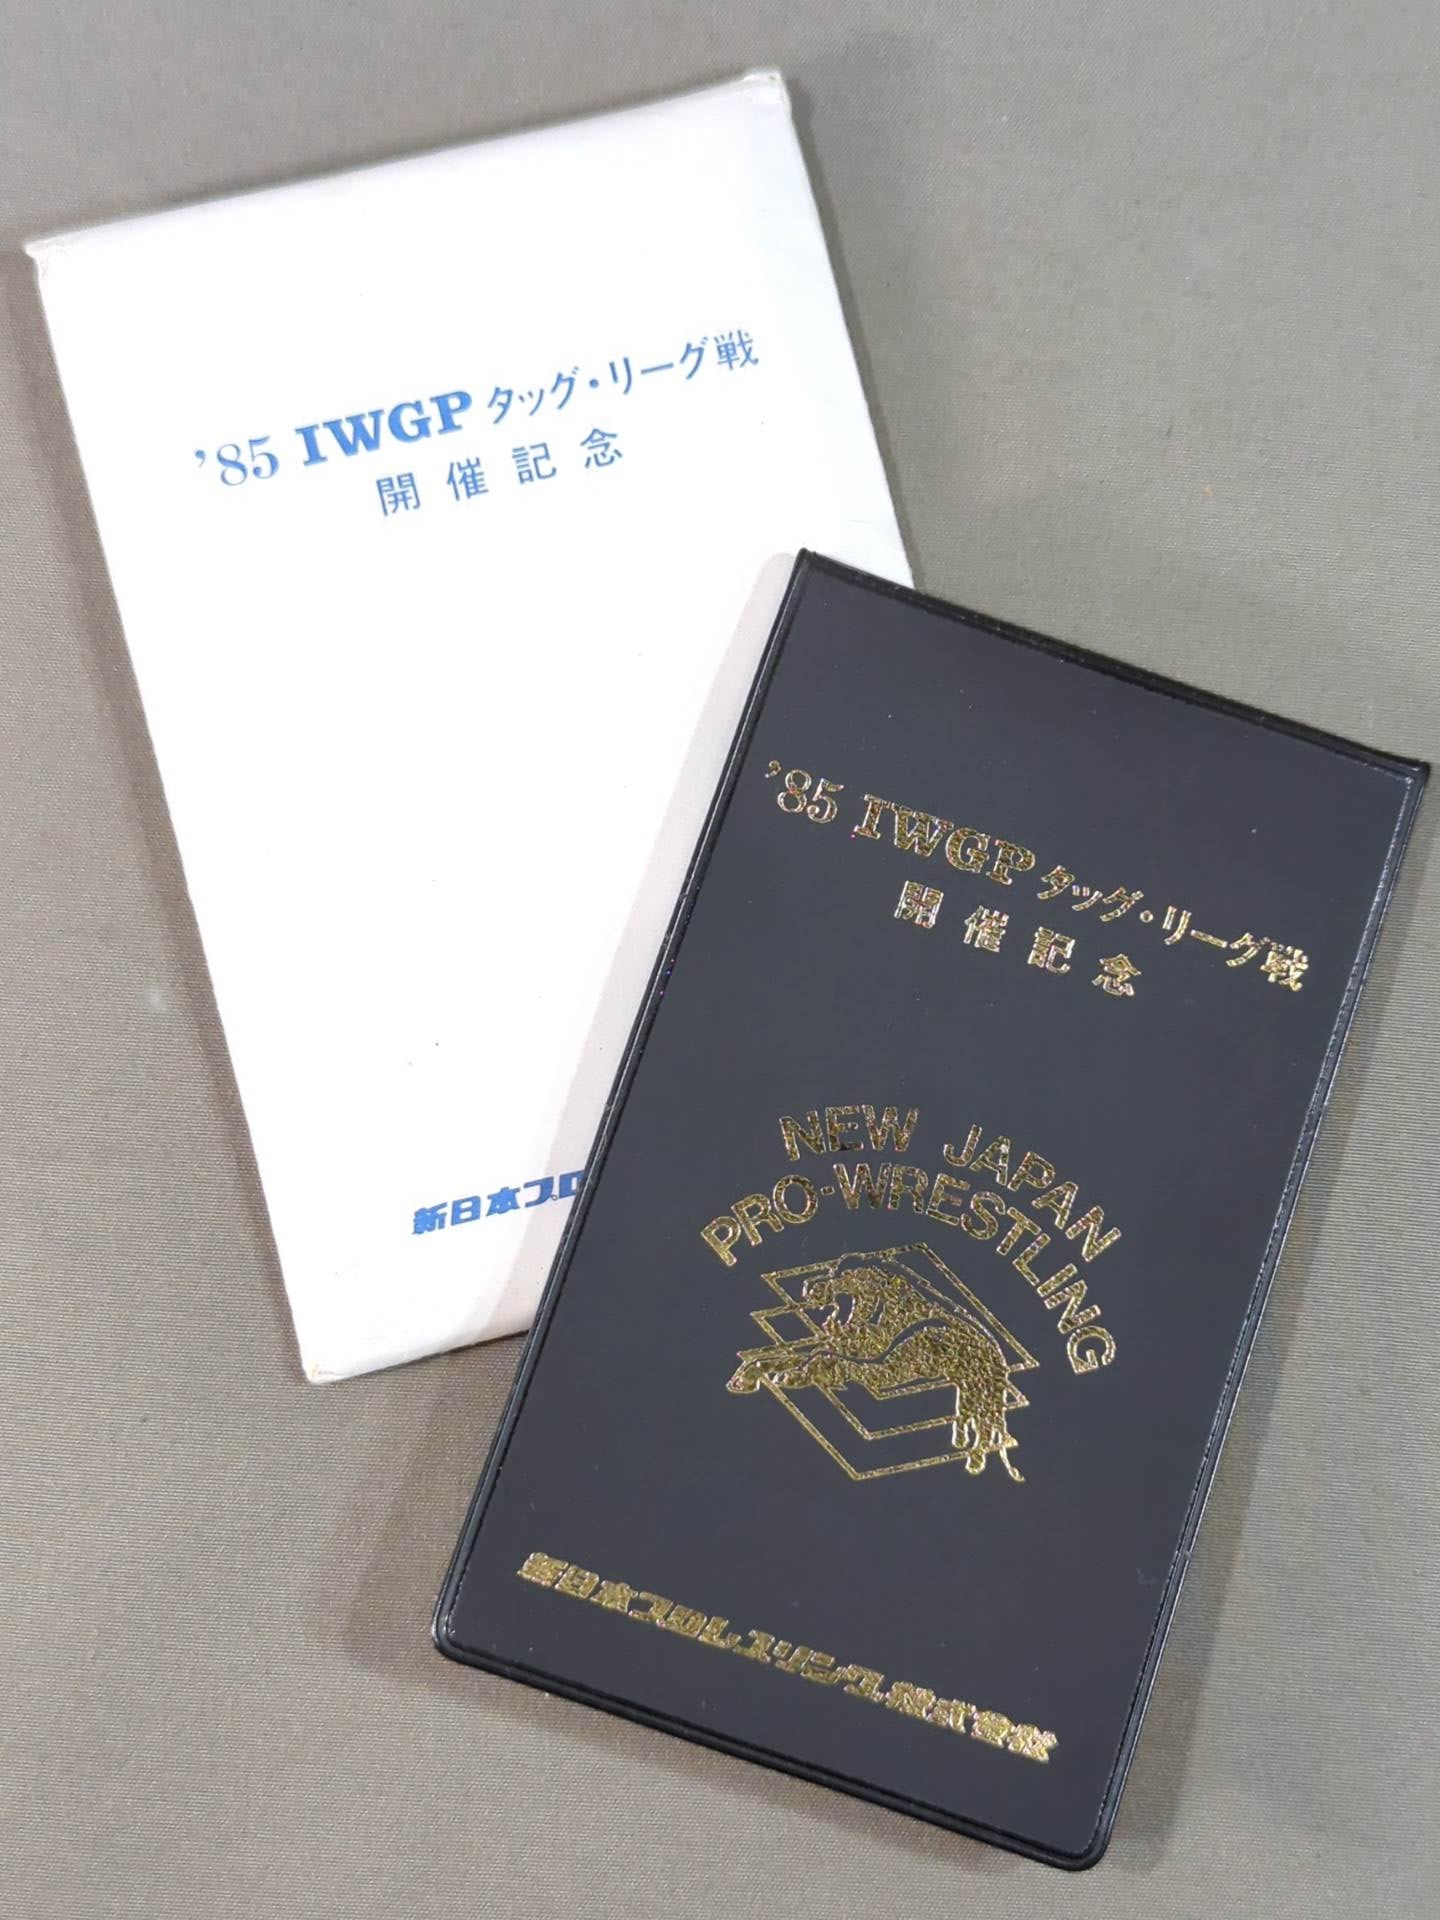 '85 IWGP タッグ・リーグ戦
開催記念
新日本プロ
'85 IWGP タッグ・リーグ戦
開催記念
NEW JAPAN
PRO-WRESTLING
新日本プロレスリング株式会社